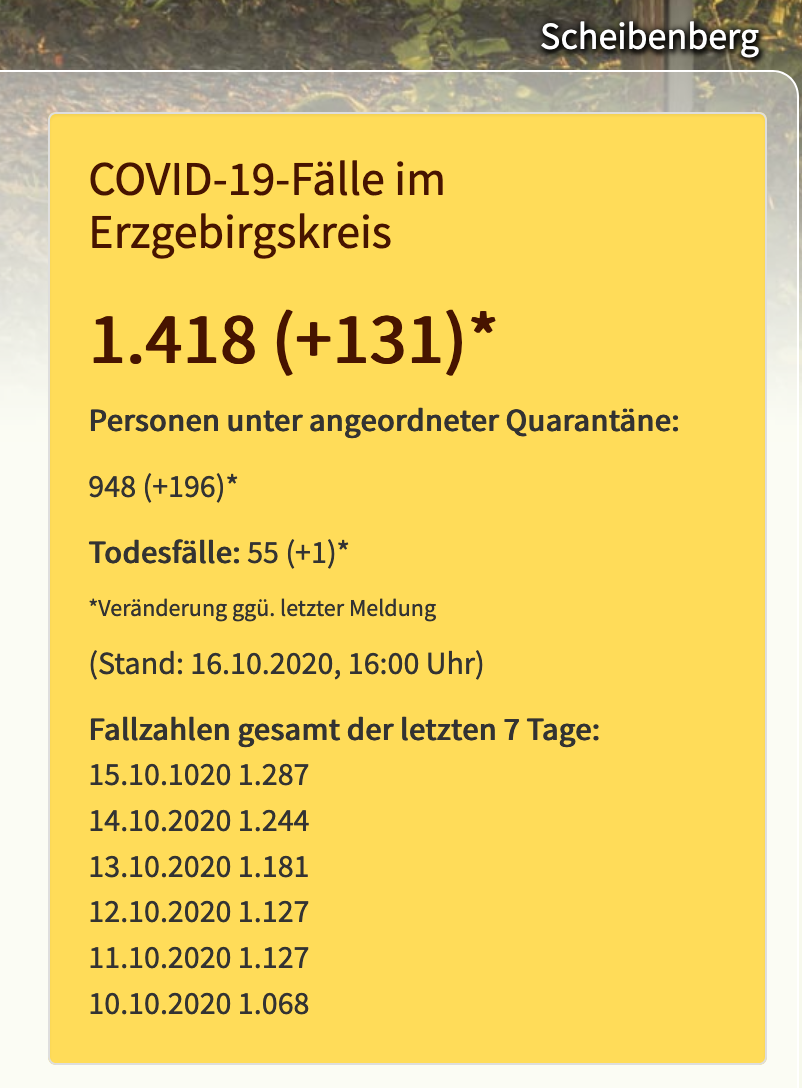 Scheibenberg
COVID-19-Fälle im
Erzgebirgskreis
1.418 (+131)*
Personen unter angeordneter Quarantäne:
948 (+196)*
Todesfälle: 55 (+1)*
*Veränderung ggü. letzter Meldung
(Stand: 16.10.2020, 16:00 Uhr)
Fallzahlen gesamt der letzten 7 Tage:
15.10.1020 1.287
14.10.2020 1.244
13.10.2020 1.181
12.10.2020 1.127
11.10.2020 1.127
10.10.2020 1.068